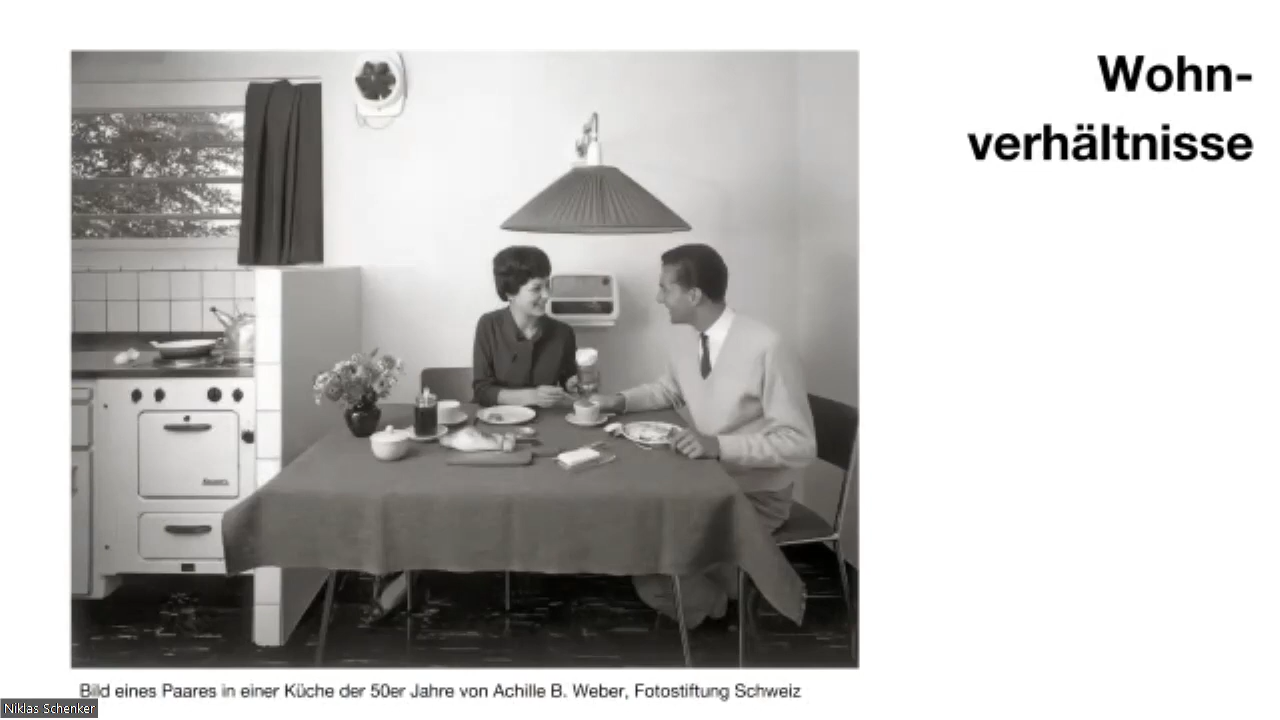 Wohn-
verhältnisse
Bild eines Paares in einer Küche der 50er Jahre von Achille B. Weber, Fotostiftung Schweiz
Niklas Schenker